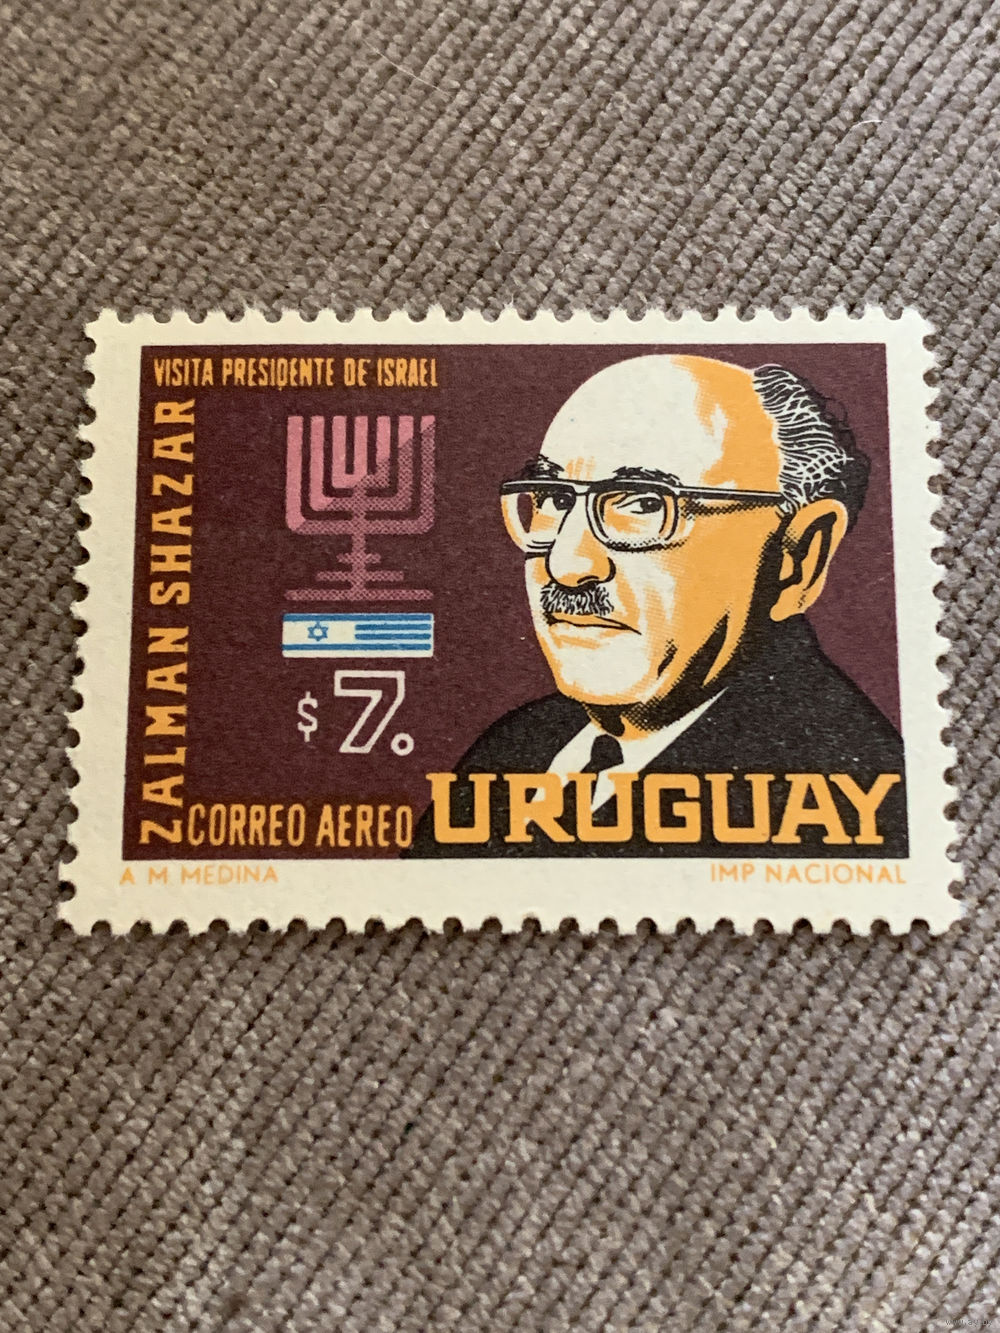 VISITA PRESIDENTE DE ISRAEL
ZALMAN SHAZAR
$7.
CORREO AEREO
URUGUAY
A M MEDINA
IMP NACIONAL